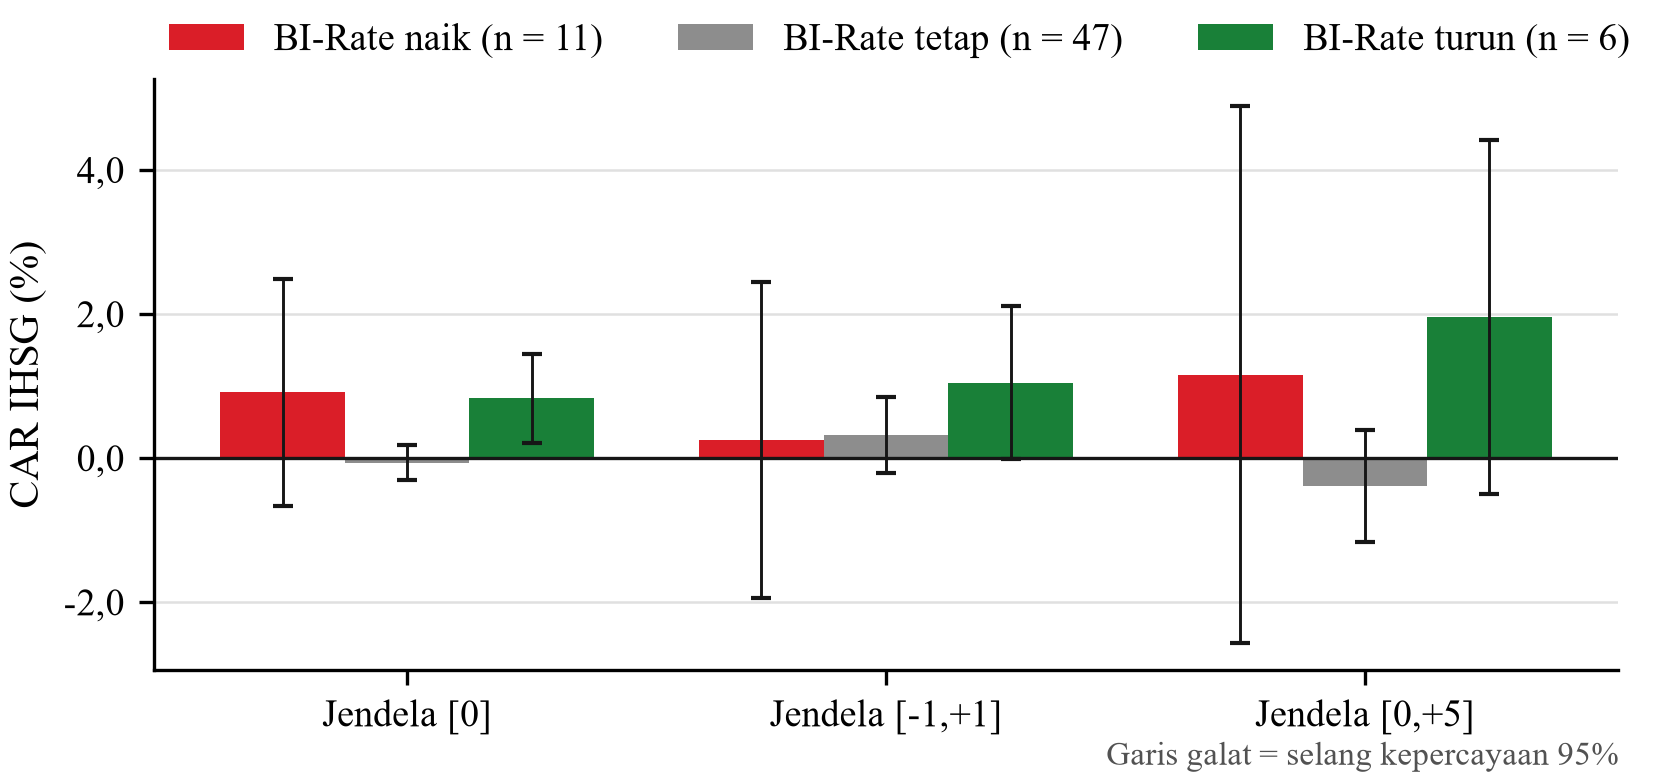 BI-Rate naik (n = 11) BI-Rate tetap (n = 47) BI-Rate turun (n = 6)
CAR IHSG (%)
4,0
2,0
0,0
-2,0
Jendela [0] Jendela [-1,+1] Jendela [0,+5]
Garis galat = selang kepercayaan 95%